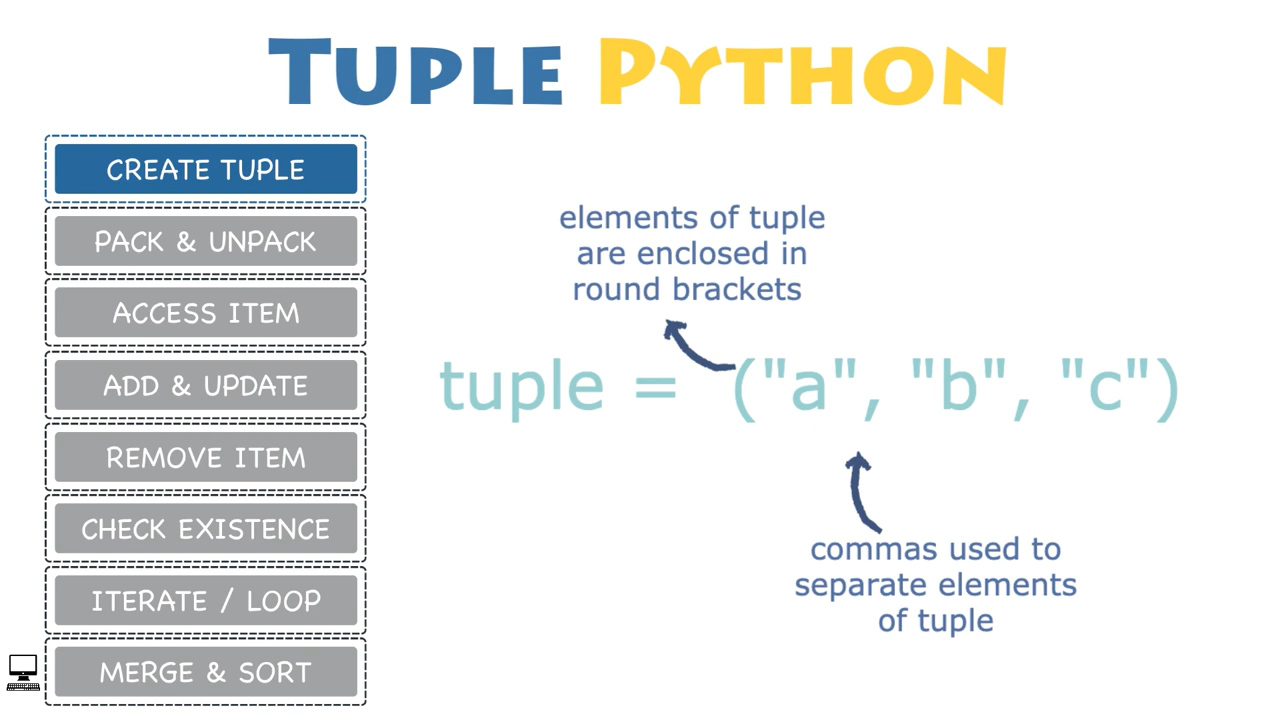 TUPLE PYTHON
CREATE TUPLE
PACK & UNPACK
ACCESS ITEM
ADD & UPDATE
REMOVE ITEM
CHECK EXISTENCE
ITERATE / LOOP
MERGE & SORT
elements of tuple
are enclosed in
round brackets
tuple = ("a", "b", "c")
commas used to
separate elements
of tuple